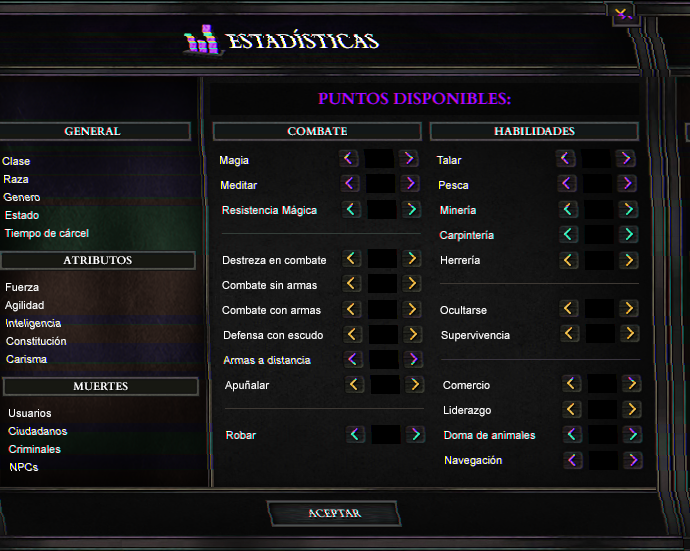 ESTADÍSTICAS
PUNTOS DISPONIBLES:
GENERAL
Clase
Raza
Genero
Estado
Tiempo de cárcel
ATRIBUTOS
Fuerza
Agilidad
Inteligencia
Constitución
Carisma
MUERTES
Usuarios
Ciudadanos
Criminales
NPCs
COMBATE
Magia
Meditar
Resistencia Mágica
Destreza en combate
Combate sin armas
Combate con armas
Defensa con escudo
Armas a distancia
Apuñalar
Robar
HABILIDADES
Talar
Pesca
Minería
Carpintería
Herrería
Ocultarse
Supervivencia
Comercio
Liderazgo
Doma de animales
Navegación
ACEPTAR